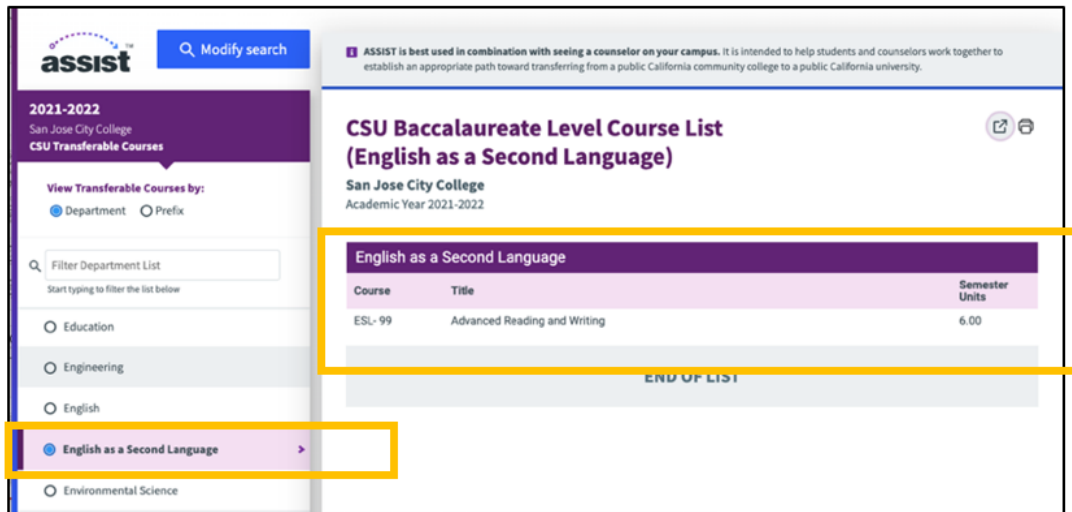 assist™
Modify search
2021-2022
San Jose City College
CSU Transferable Courses
View Transferable Courses by:
Department Prefix
Filter Department List
Start typing to filter the list below
Education
Engineering
English
English as a Second Language
Environmental Science
ASSIST is best used in combination with seeing a counselor on your campus. It is intended to help students and counselors work together to
establish an appropriate path toward transferring from a public California community college to a public California university.
CSU Baccalaureate Level Course List
(English as a Second Language)
San Jose City College
Academic Year 2021-2022
English as a Second Language
Course Title Semester
Units
ESL- 99 Advanced Reading and Writing 6.00
END OF LIST